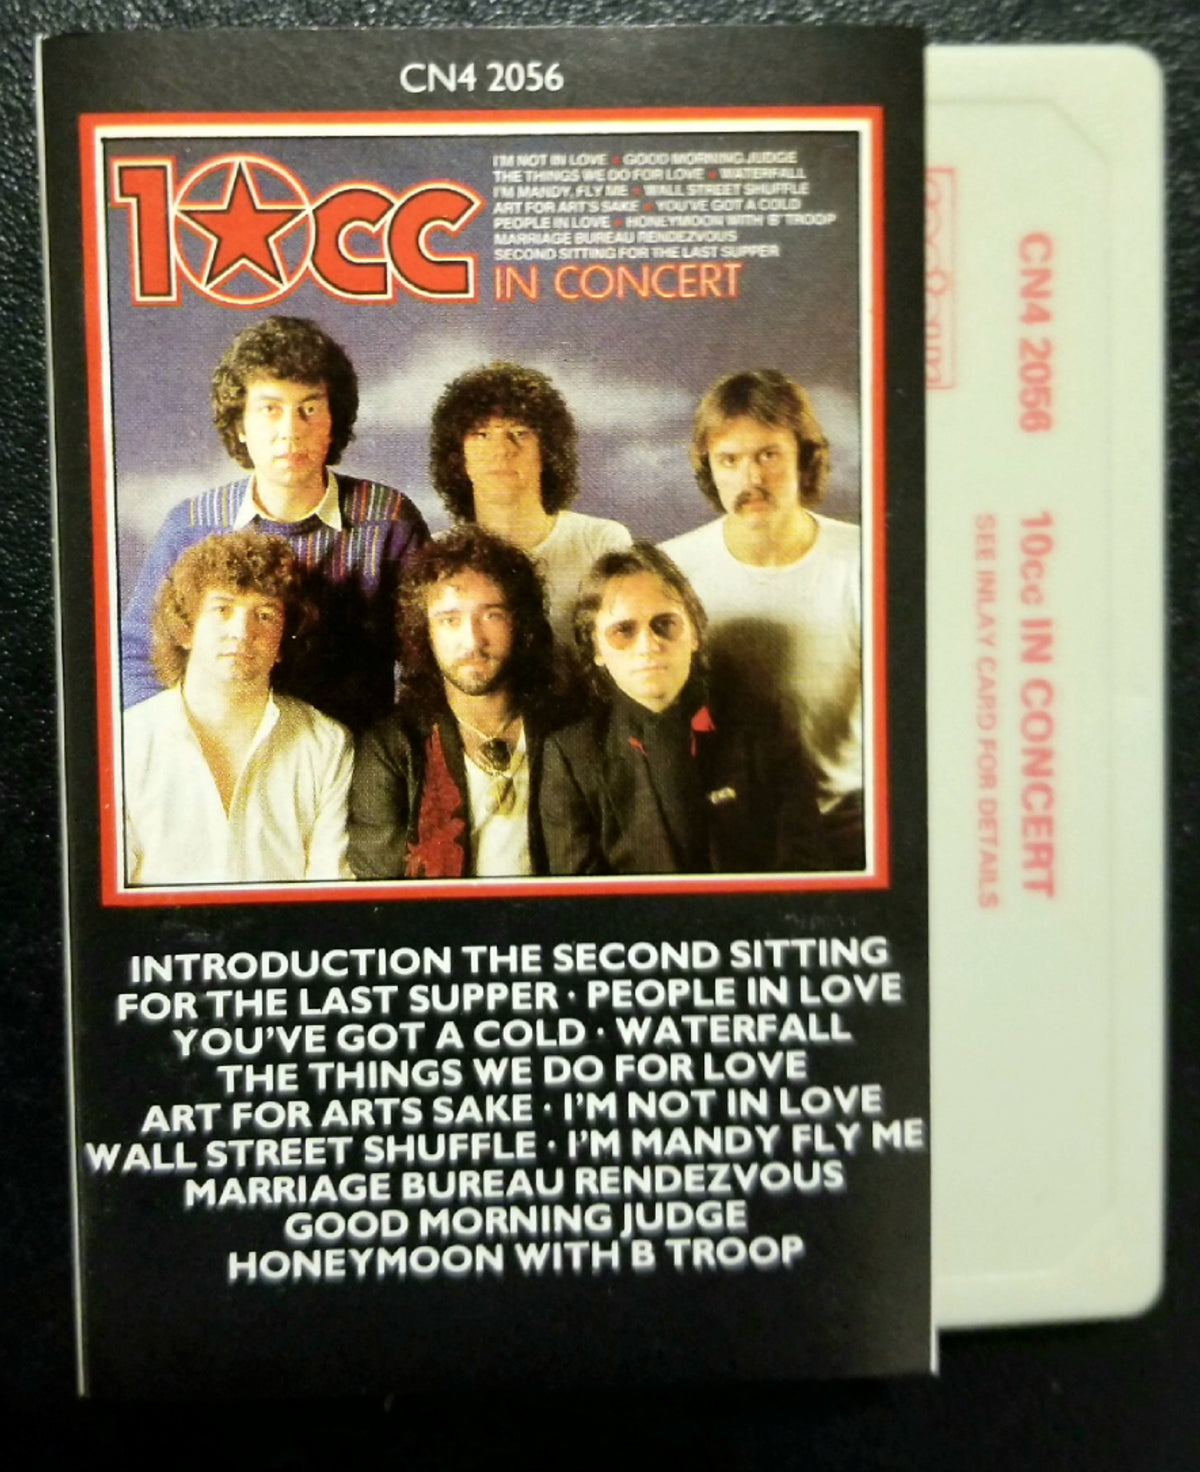 CN4 2056
10cc
I'M NOT IN LOVE • GOOD MORNING JUDGE
THE THINGS WE DO FOR LOVE • WATERFALL
I'M MANDY, FLY ME • WALL STREET SHUFFLE
ART FOR ART'S SAKE • YOU'VE GOT A COLD
PEOPLE IN LOVE • HONEYMOON WITH 'B' TROOP
MARRIAGE BUREAU RENDEZVOUS
SECOND SITTING FOR THE LAST SUPPER
IN CONCERT
INTRODUCTION THE SECOND SITTING
FOR THE LAST SUPPER · PEOPLE IN LOVE
YOU'VE GOT A COLD · WATERFALL
THE THINGS WE DO FOR LOVE
ART FOR ARTS SAKE · I'M NOT IN LOVE
WALL STREET SHUFFLE · I'M MANDY FLY ME
MARRIAGE BUREAU RENDEZVOUS
GOOD MORNING JUDGE
HONEYMOON WITH B TROOP
CN4 2056 10cc IN CONCERT
SEE INLAY CARD FOR DETAILS